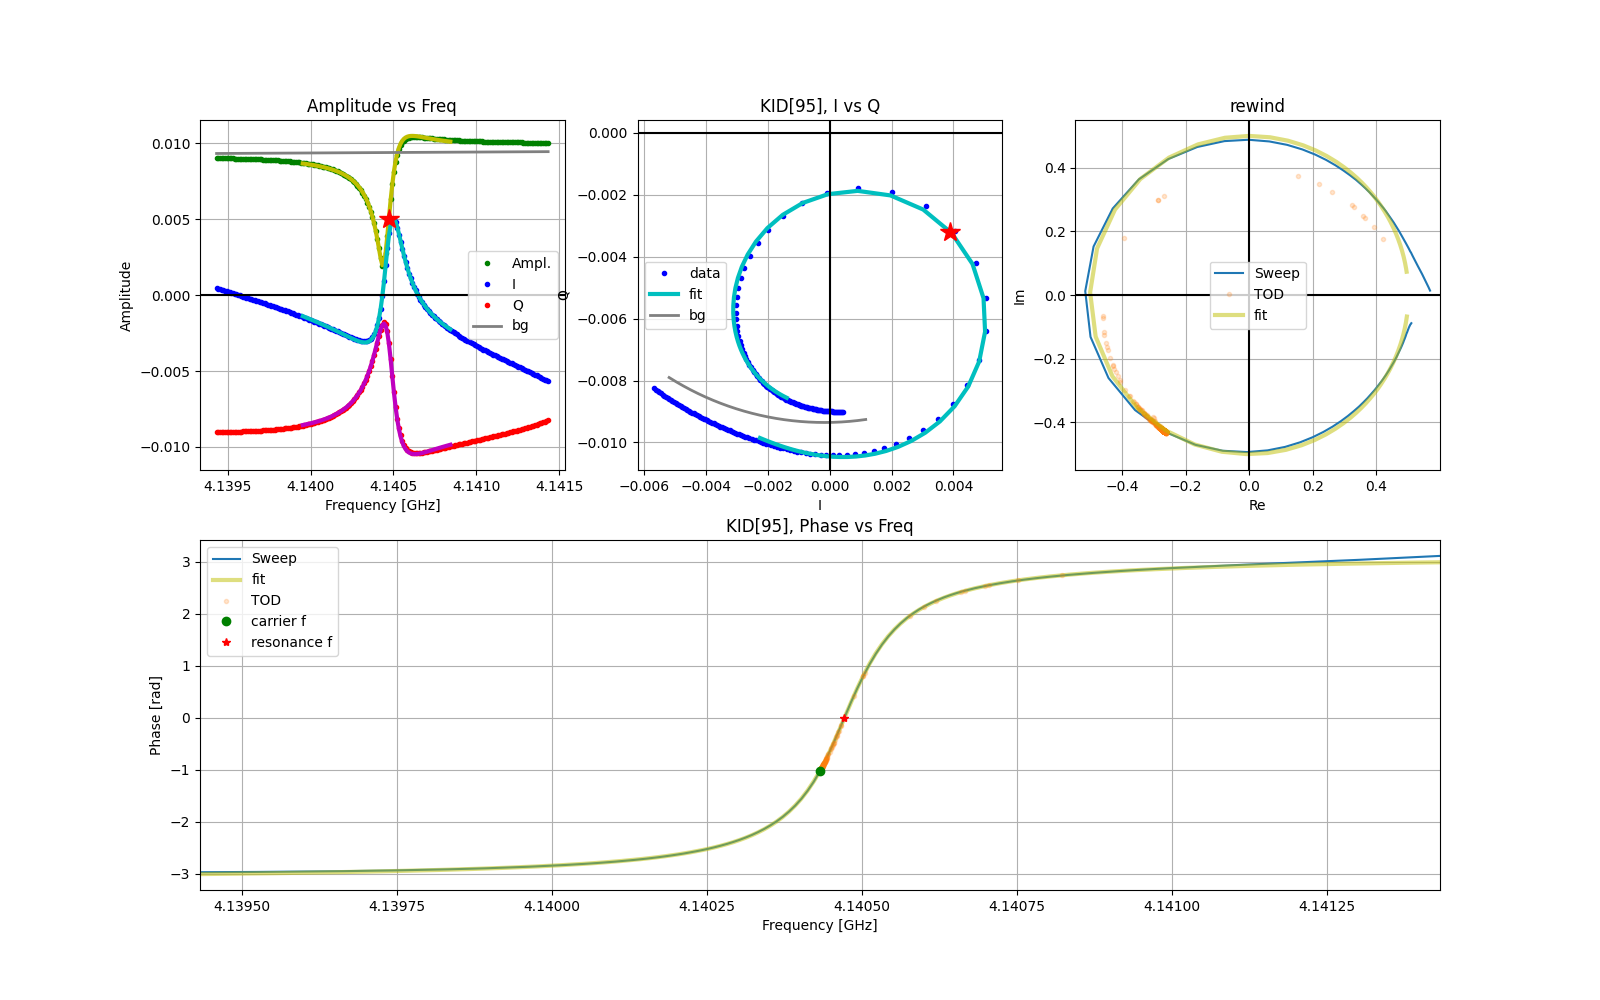 Amplitude vs Freq
0.010
0.005
0.000
−0.005
−0.010
Amplitude
4.1395
4.1400
4.1405
4.1410
4.1415
Frequency [GHz]
Ampl.
I
Q
bg
KID[95], I vs Q
0.000
−0.002
−0.004
−0.006
−0.008
−0.010
Q
−0.006
−0.004
−0.002
0.000
0.002
0.004
I
data
fit
bg
rewind
0.4
0.2
0.0
−0.2
−0.4
Im
−0.4
−0.2
0.0
0.2
0.4
Re
Sweep
TOD
fit
KID[95], Phase vs Freq
3
2
1
0
−1
−2
−3
Phase [rad]
Sweep
fit
TOD
carrier f
resonance f
4.13950
4.13975
4.14000
4.14025
4.14050
4.14075
4.14100
4.14125
Frequency [GHz]